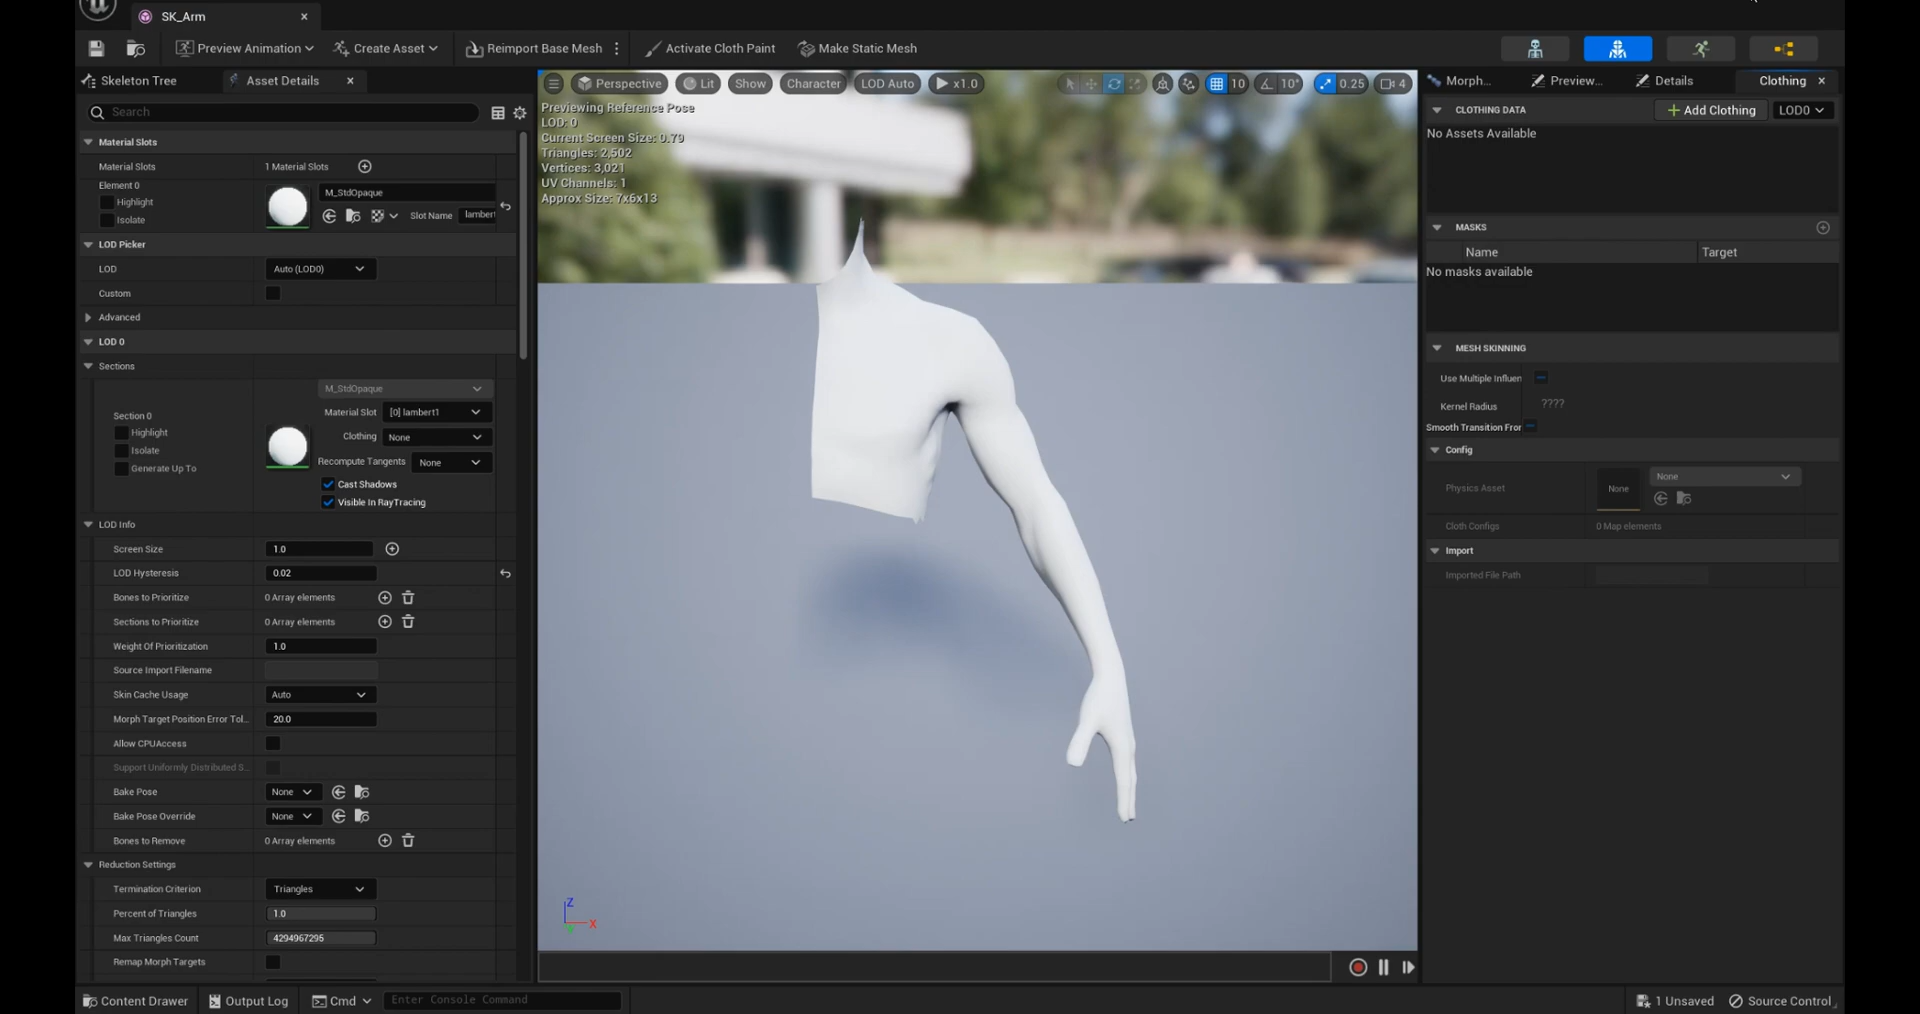 SK_Arm
Preview Animation
Create Asset
Reimport Base Mesh
Activate Cloth Paint
Make Static Mesh
Skeleton Tree
Asset Details
Search
Material Slots
Material Slots
1 Material Slots
Element 0
Highlight
Isolate
M_StdOpaque
Slot Name
lambert
LOD Picker
LOD
Auto (LOD0)
Custom
Advanced
LOD 0
Sections
M_StdOpaque
Section 0
Highlight
Isolate
Generate Up To
Material Slot
[0] lambert1
Clothing
None
Recompute Tangents
None
Cast Shadows
Visible In RayTracing
LOD Info
Screen Size
1.0
LOD Hysteresis
0.02
Bones to Prioritize
0 Array elements
Sections to Prioritize
0 Array elements
Weight Of Prioritization
1.0
Source Import Filename
Skin Cache Usage
Auto
Morph Target Position Error Tol...
20.0
Allow CPUAccess
Support Uniformly Distributed S...
Bake Pose
None
Bake Pose Override
None
Bones to Remove
0 Array elements
Reduction Settings
Termination Criterion
Triangles
Percent of Triangles
1.0
Max Triangles Count
4294967295
Remap Morph Targets
Perspective
Lit
Show
Character
LOD Auto
x1.0
10
10°
0.25
4
Previewing Reference Pose
LOD: 0
Current Screen Size: 0.79
Triangles: 2,502
Vertices: 3,021
UV Channels: 1
Approx Size: 7x6x13
Z
X
Y
Morph...
Preview...
Details
Clothing
CLOTHING DATA
Add Clothing
LOD0
No Assets Available
MASKS
Name
Target
No masks available
MESH SKINNING
Use Multiple Influen
Kernel Radius
????
Smooth Transition Fror
Config
Physics Asset
None
None
Cloth Configs
0 Map elements
Import
Imported File Path
Content Drawer
Output Log
Cmd
Enter Console Command
1 Unsaved
Source Control